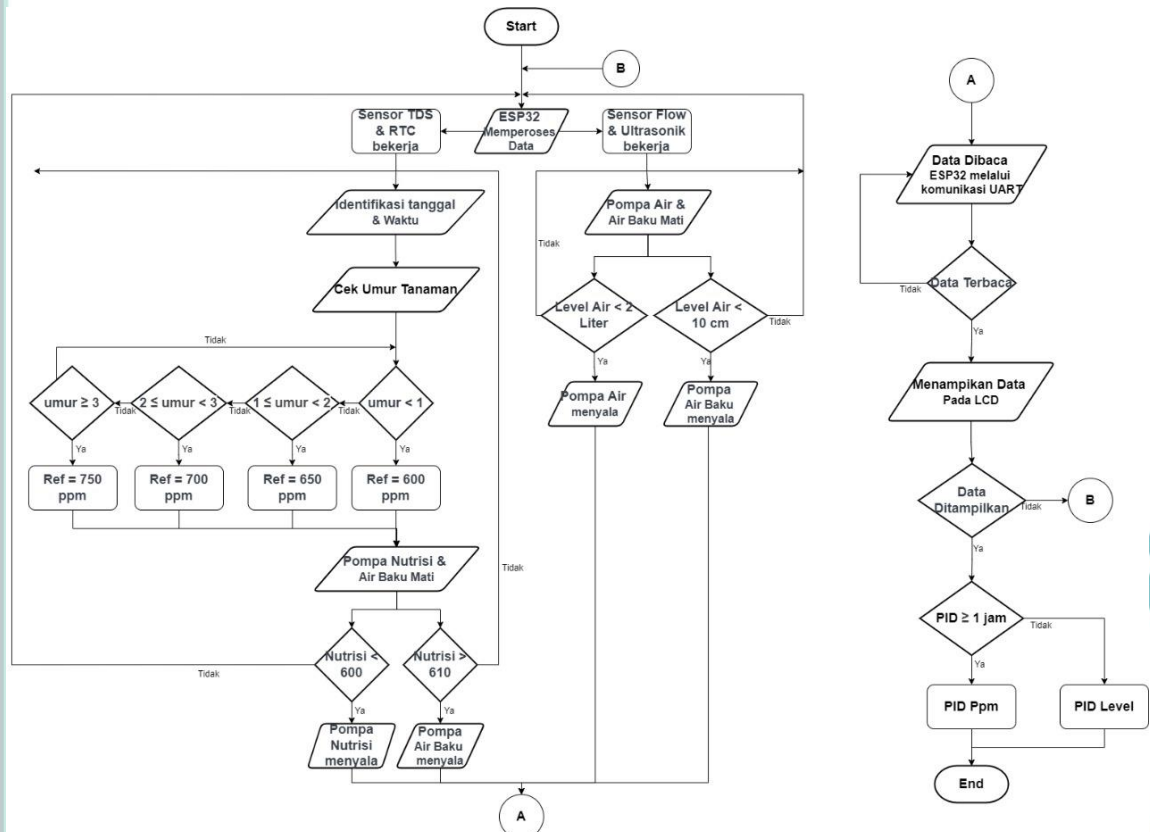 Start
B
Sensor TDS
& RTC
bekerja
ESP32
Memperoses
Data
Sensor Flow
& Ultrasonik
bekerja
Identifikasi tanggal
& Waktu
Pompa Air &
Air Baku Mati
Tidak
Cek Umur Tanaman
Level Air < 2
Liter
Level Air <
10 cm
Tidak
Ya
Ya
Tidak
Pompa Air
menyala
Pompa
Air Baku
menyala
umur ≥ 3
Tidak
2 ≤ umur < 3
Tidak
1 ≤ umur < 2
Tidak
umur < 1
Ya
Ya
Ya
Ya
Ref = 750
ppm
Ref = 700
ppm
Ref = 650
ppm
Ref = 600
ppm
Pompa Nutrisi &
Air Baku Mati
Tidak
Nutrisi <
600
Nutrisi >
610
Tidak
Ya
Ya
Pompa
Nutrisi
menyala
Pompa
Air Baku
menyala
A
A
Data Dibaca
ESP32 melalui
komunikasi UART
Data Terbaca
Tidak
Ya
Menampikan Data
Pada LCD
Data
Ditampilkan
Tidak
B
Ya
PID ≥ 1 jam
Tidak
Ya
PID Ppm
PID Level
End